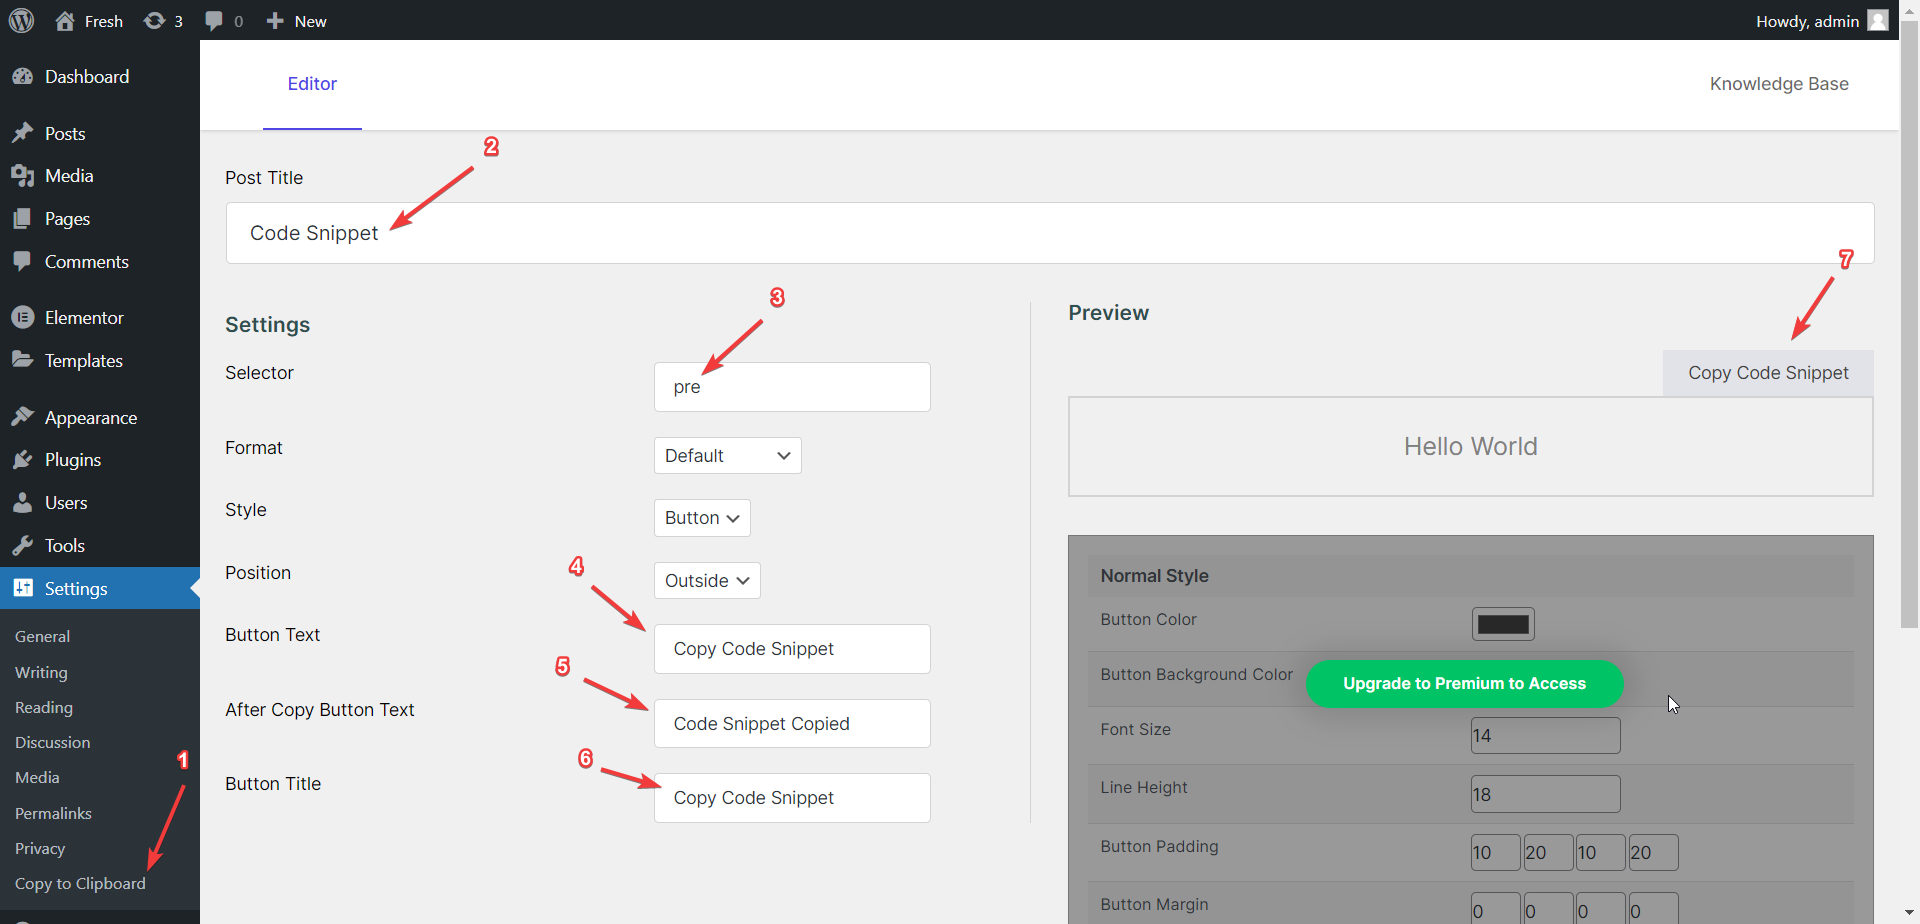 Fresh 3 0 New Howdy, admin
Dashboard
Posts
Media
Pages
Comments
Elementor
Templates
Appearance
Plugins
Users
Tools
Settings
General
Writing
Reading
Discussion
Media
Permalinks
Privacy
Copy to Clipboard
1
Editor Knowledge Base
2
Post Title
Code Snippet
3
Settings
Selector pre
Format Default
Style Button
Position Outside
4
Button Text Copy Code Snippet
5
After Copy Button Text Code Snippet Copied
6
Button Title Copy Code Snippet
7
Preview
Copy Code Snippet
Hello World
Normal Style
Button Color
Button Background Color
Upgrade to Premium to Access
Font Size 14
Line Height 18
Button Padding 10 20 10 20
Button Margin 0 0 0 0